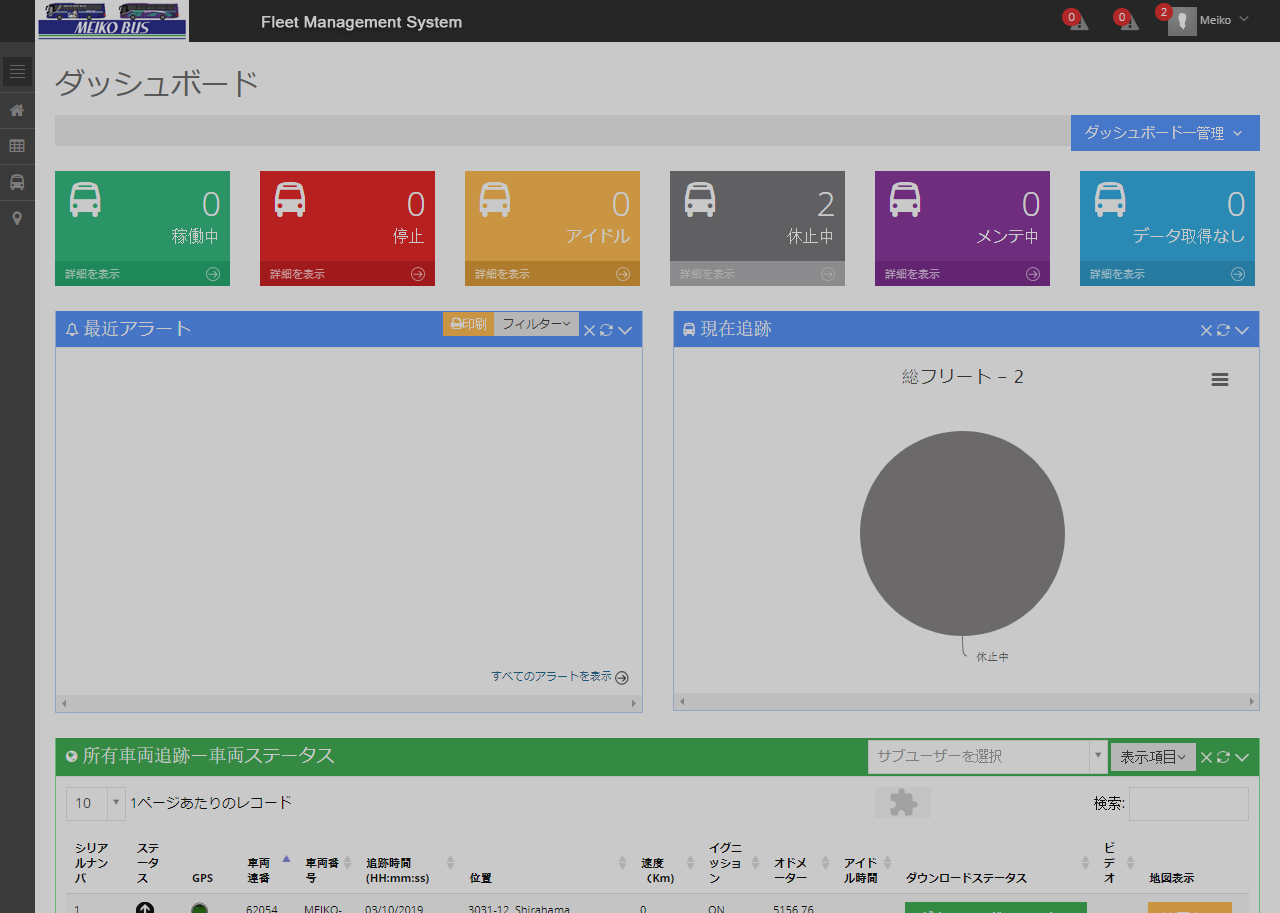 MEIKO BUS
Fleet Management System
0
0
2
Meiko
ダッシュボード
ダッシュボードー管理
0
稼働中
詳細を表示
0
停止
詳細を表示
0
アイドル
詳細を表示
2
休止中
詳細を表示
0
メンテ中
詳細を表示
0
データ取得なし
詳細を表示
最近アラート
印刷
フィルター
現在追跡
総フリート – 2
休止中
すべてのアラートを表示
所有車両追跡ー車両ステータス
サブユーザーを選択
表示項目
10
1ページあたりのレコード
検索:
シリアルナンバ
ステータス
GPS
車両連番
車両番号
追跡時間(HH:mm:ss)
位置
速度(Km)
イグニッション
オドメーター
アイドル時間
ダウンロードステータス
ビデオ
地図表示
1
62054
MEIKO-
03/10/2019
3031-12, Shirahama
0
ON
5156.76